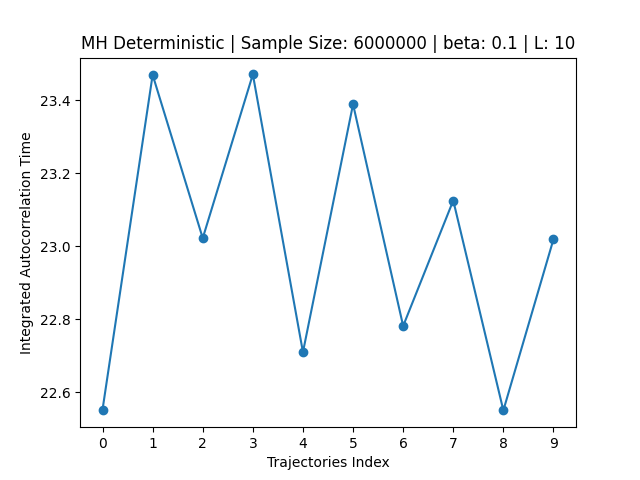 MH Deterministic | Sample Size: 6000000 | beta: 0.1 | L: 10
Integrated Autocorrelation Time
23.4
23.2
23.0
22.8
22.6
0 1 2 3 4 5 6 7 8 9
Trajectories Index